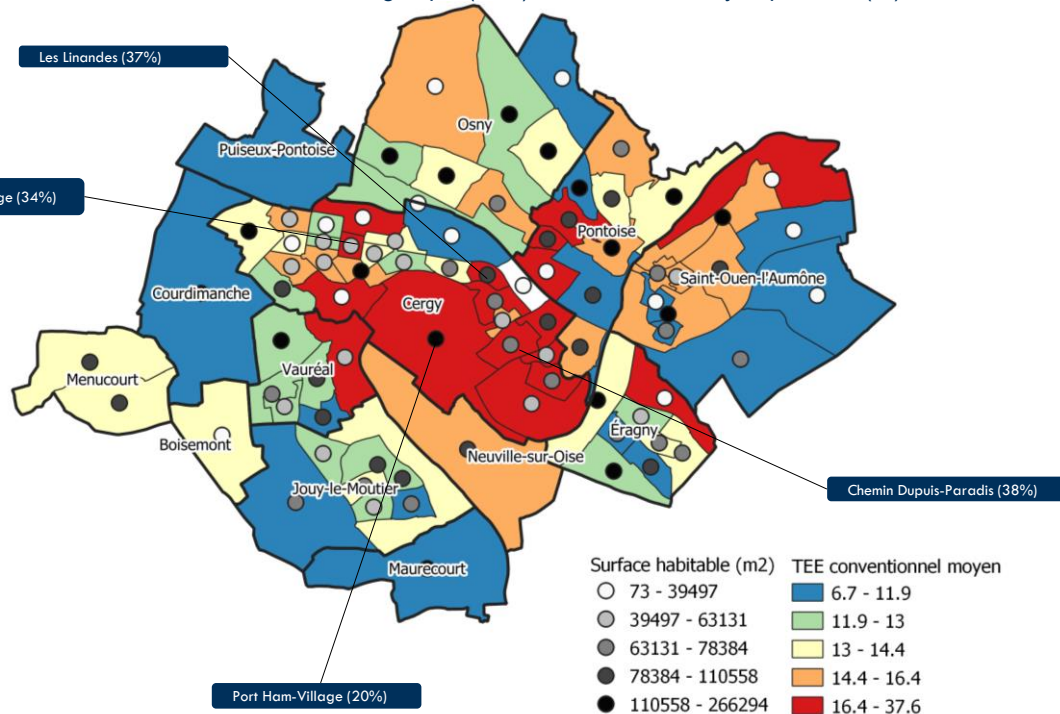 Les Linandes (37%)
Osny
Puiseux-Pontoise
ge (34%)
Pontoise
Saint-Ouen-l'Aumône
Courdimanche
Cergy
Vauréal
Menucourt
Éragny
Boisemont
Neuville-sur-Oise
Jouy-le-Moutier
Chemin Dupuis-Paradis (38%)
Maurecourt
Surface habitable (m2)
73 - 39497
39497 - 63131
63131 - 78384
78384 - 110558
110558 - 266294
TEE conventionnel moyen
6.7 - 11.9
11.9 - 13
13 - 14.4
14.4 - 16.4
16.4 - 37.6
Port Ham-Village (20%)